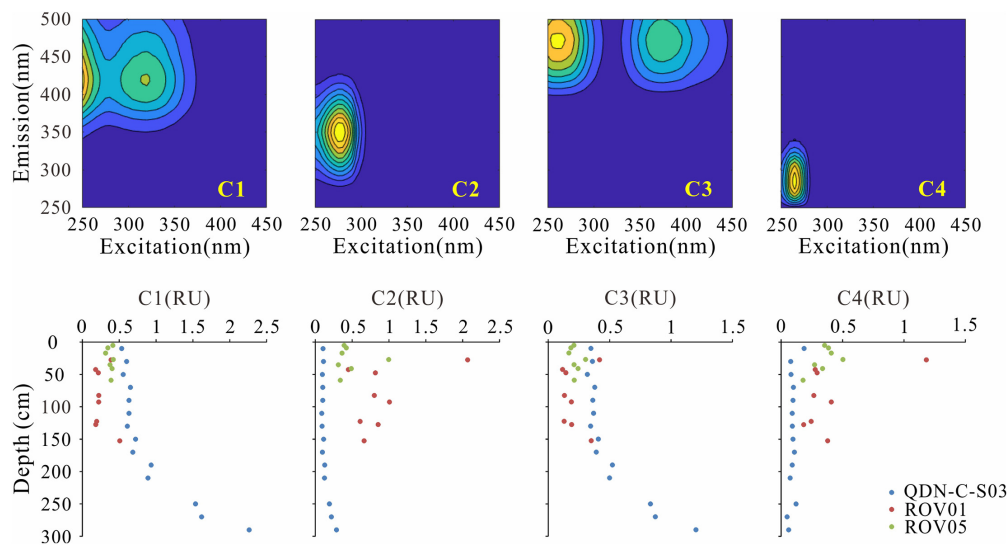 500
450
400
350
300
250
Emission(nm)
C1
C2
C3
C4
250 300 350 400 450
250 300 350 400 450
250 300 350 400 450
250 300 350 400 450
Excitation(nm)
Excitation(nm)
Excitation(nm)
Excitation(nm)
C1(RU)
C2(RU)
C3(RU)
C4(RU)
0 0.5 1 1.5 2 2.5
0 0.5 1 1.5 2 2.5
0 0.5 1 1.5
0 0.5 1 1.5
0
50
100
150
200
250
300
Depth (cm)
QDN-C-S03
ROV01
ROV05